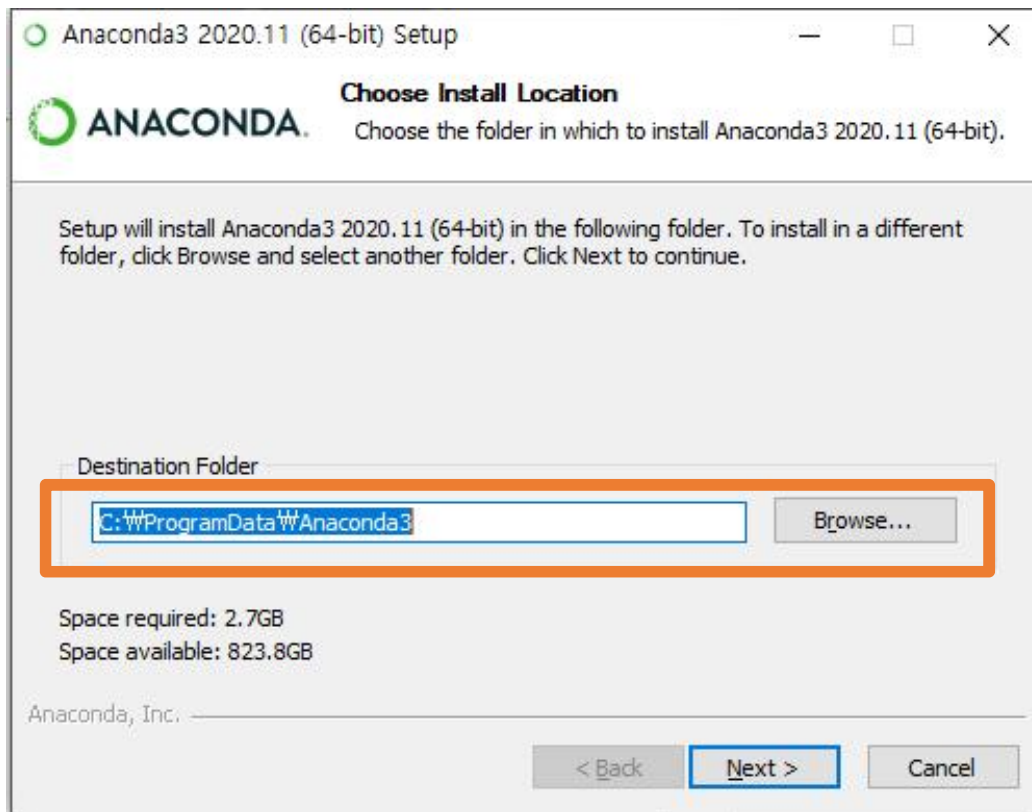 Anaconda3 2020.11 (64-bit) Setup
ANACONDA.
Choose Install Location
Choose the folder in which to install Anaconda3 2020.11 (64-bit).
Setup will install Anaconda3 2020.11 (64-bit) in the following folder. To install in a different
folder, click Browse and select another folder. Click Next to continue.
Destination Folder
C:₩ProgramData₩Anaconda3
Browse...
Space required: 2.7GB
Space available: 823.8GB
Anaconda, Inc.
< Back
Next >
Cancel